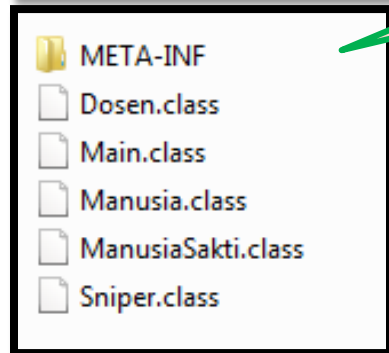 META-INF
Dosen.class
Main.class
Manusia.class
ManusiaSakti.class
Sniper.class